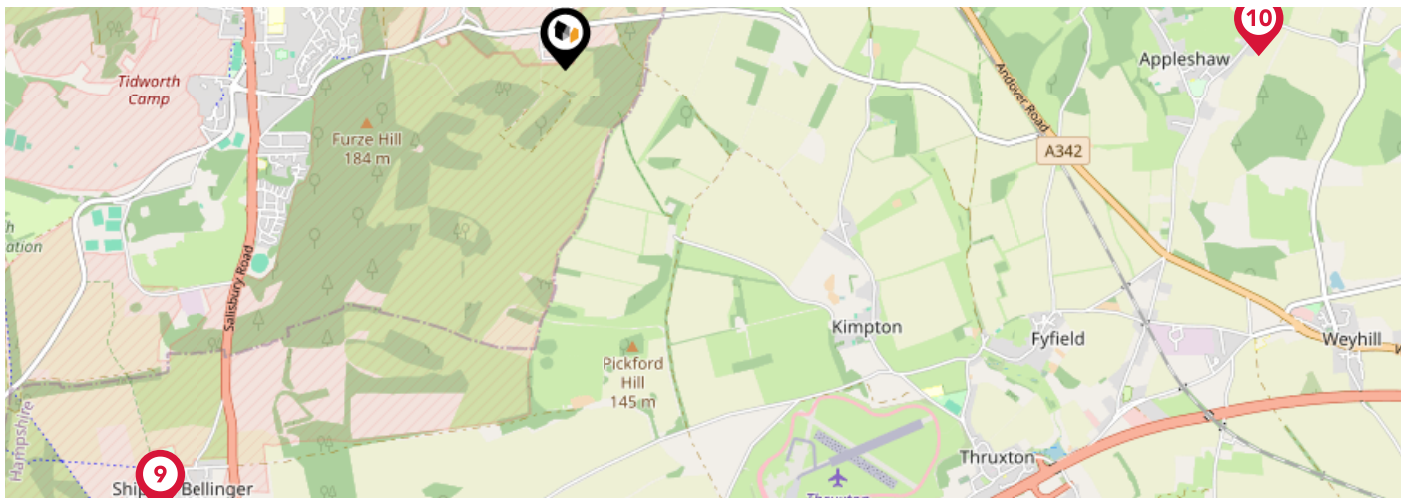 10
Appleshaw
Tidworth
Camp
Andover Road
Furze Hill
184 m
A342
Salisbury Road
Kimpton
Fyfield
Weyhill
Pickford
Hill
145 m
Hampshire
Thruxton
9
Bellinger